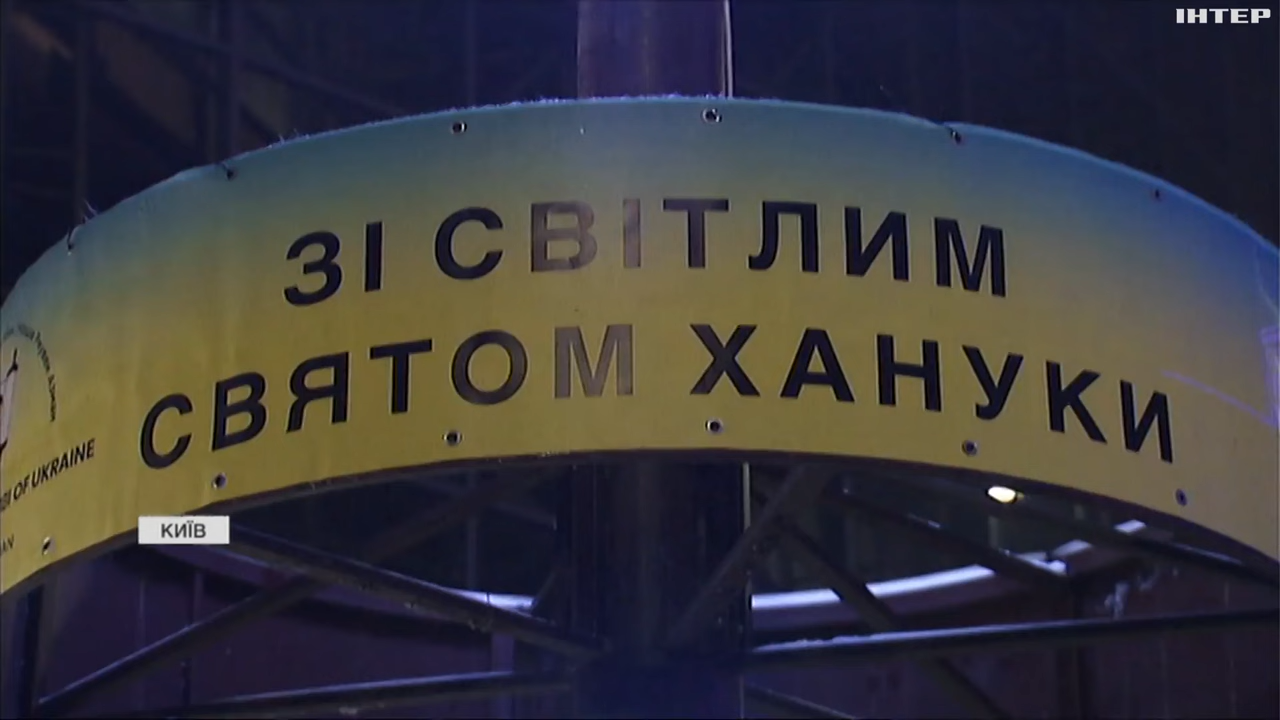 ІНТЕР
ЗІ СВІТЛИМ
СВЯТОМ ХАНУКИ
OF UKRAINE
КИЇВ